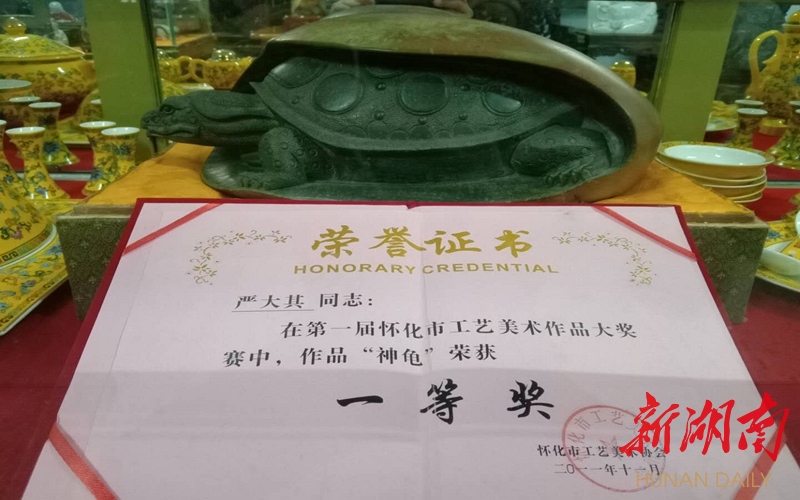 荣誉证书
HONORARY CREDENTIAL
严大其 同志：
在第一届怀化市工艺美术作品大奖
赛中，作品“神龟”荣获
一等奖
怀化市工艺美术协会
二〇一一年十一月
新湖南
HUNAN DAILY